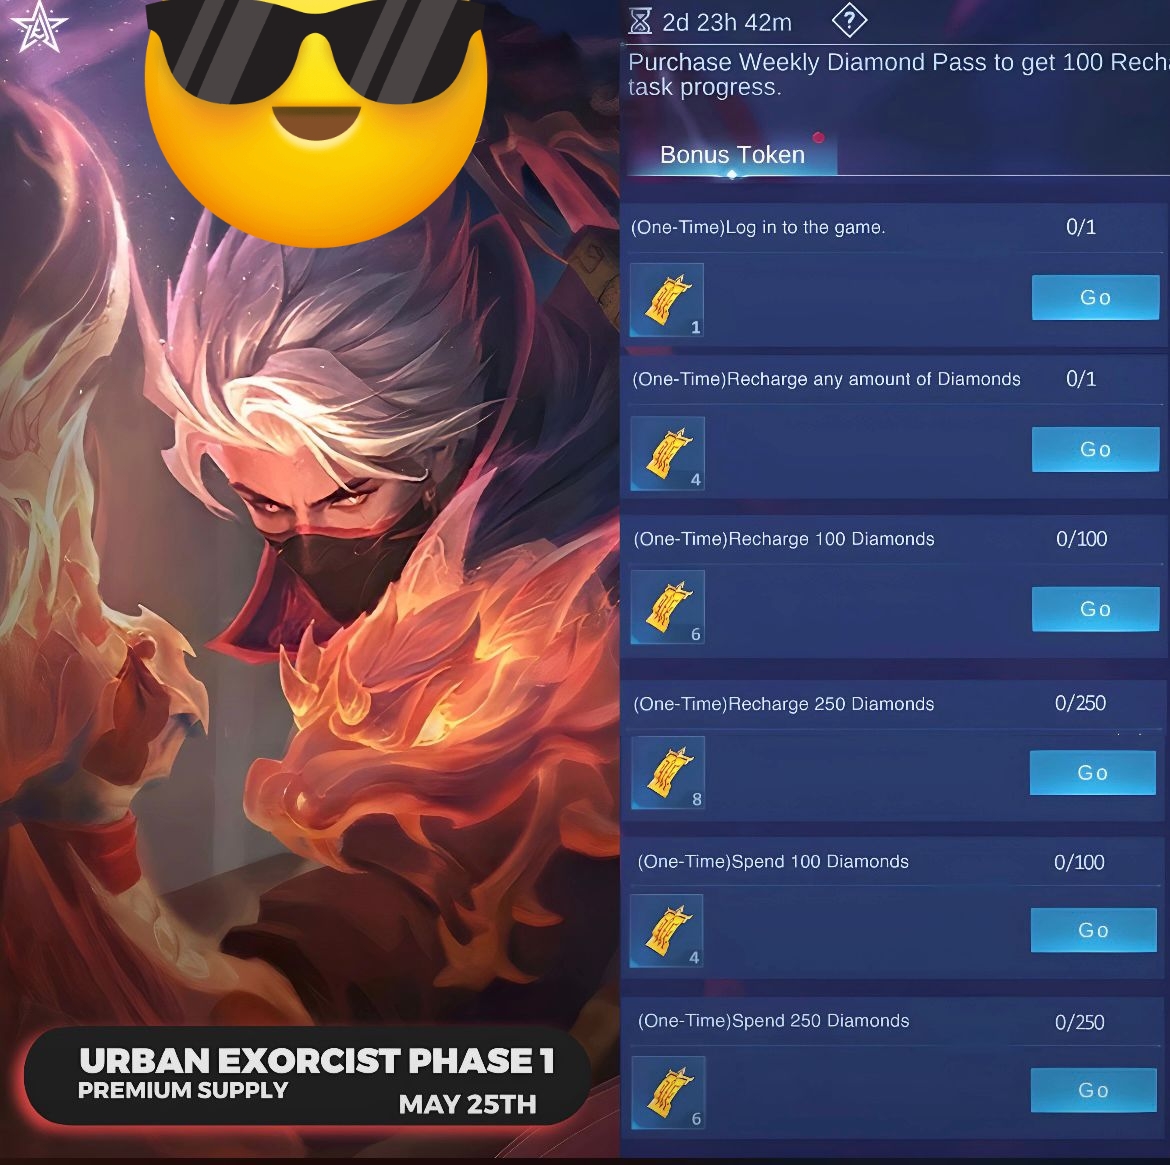 URBAN EXORCIST PHASE 1
PREMIUM SUPPLY
MAY 25TH
2d 23h 42m
?
Purchase Weekly Diamond Pass to get 100 Rech
task progress.
Bonus Token
(One-Time)Log in to the game. 0/1
1
Go
(One-Time)Recharge any amount of Diamonds 0/1
4
Go
(One-Time)Recharge 100 Diamonds 0/100
6
Go
(One-Time)Recharge 250 Diamonds 0/250
8
Go
(One-Time)Spend 100 Diamonds 0/100
4
Go
(One-Time)Spend 250 Diamonds 0/250
6
Go